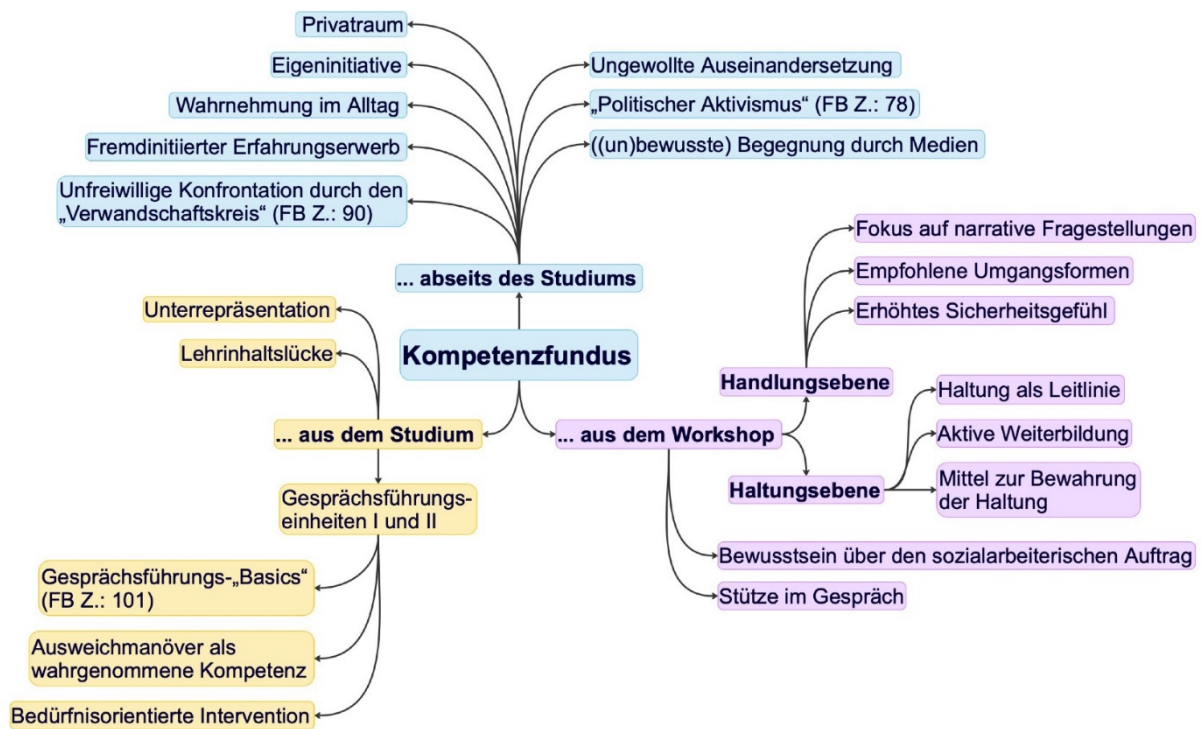 Privatraum
Eigeninitiative
Wahrnehmung im Alltag
Fremdinitiierter Erfahrungserwerb
Unfreiwillige Konfrontation durch den
„Verwandschaftskreis“ (FB Z.: 90)
Ungewollte Auseinandersetzung
„Politischer Aktivismus“ (FB Z.: 78)
((un)bewusste) Begegnung durch Medien
... abseits des Studiums
Kompetenzfundus
Unterrepräsentation
Lehrinhaltslücke
... aus dem Studium
Gesprächsführungs-
einheiten I und II
Gesprächsführungs-„Basics“
(FB Z.: 101)
Ausweichmanöver als
wahrgenommene Kompetenz
Bedürfnisorientierte Intervention
... aus dem Workshop
Handlungsebene
Fokus auf narrative Fragestellungen
Empfohlene Umgangsformen
Erhöhtes Sicherheitsgefühl
Haltungsebene
Haltung als Leitlinie
Aktive Weiterbildung
Mittel zur Bewahrung
der Haltung
Bewusstsein über den sozialarbeiterischen Auftrag
Stütze im Gespräch